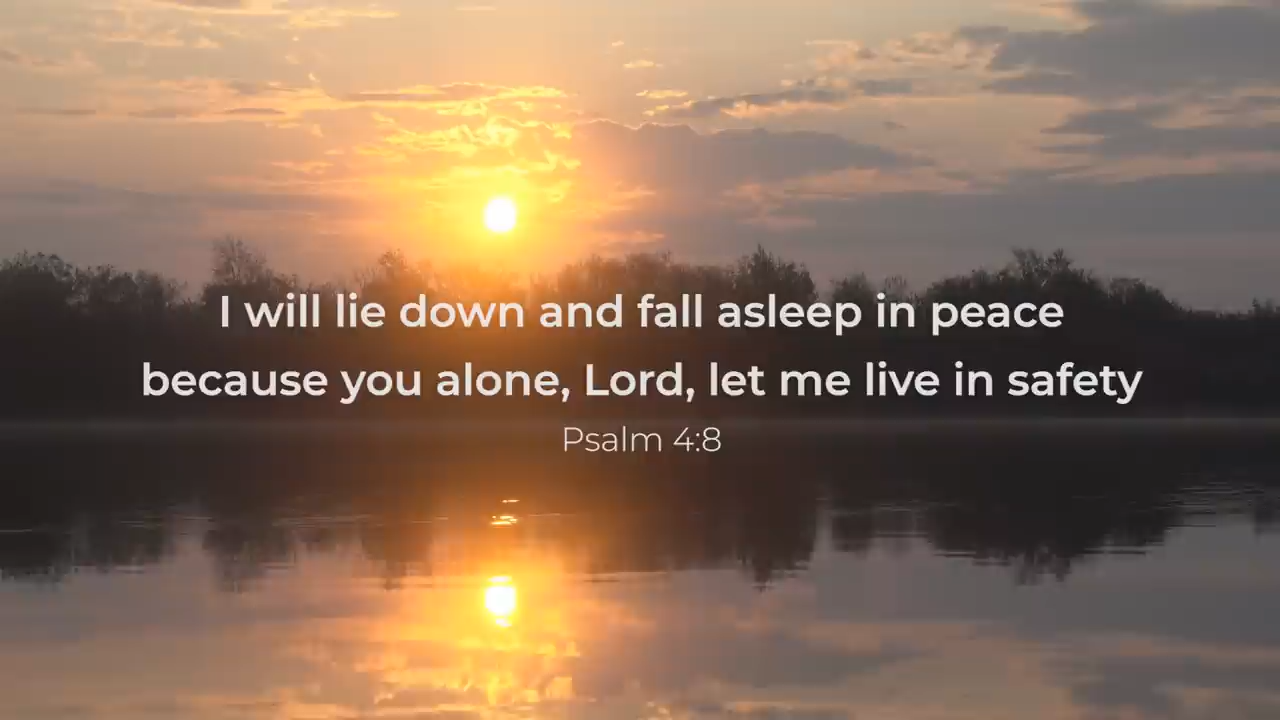 I will lie down and fall asleep in peace
because you alone, Lord, let me live in safety
Psalm 4:8